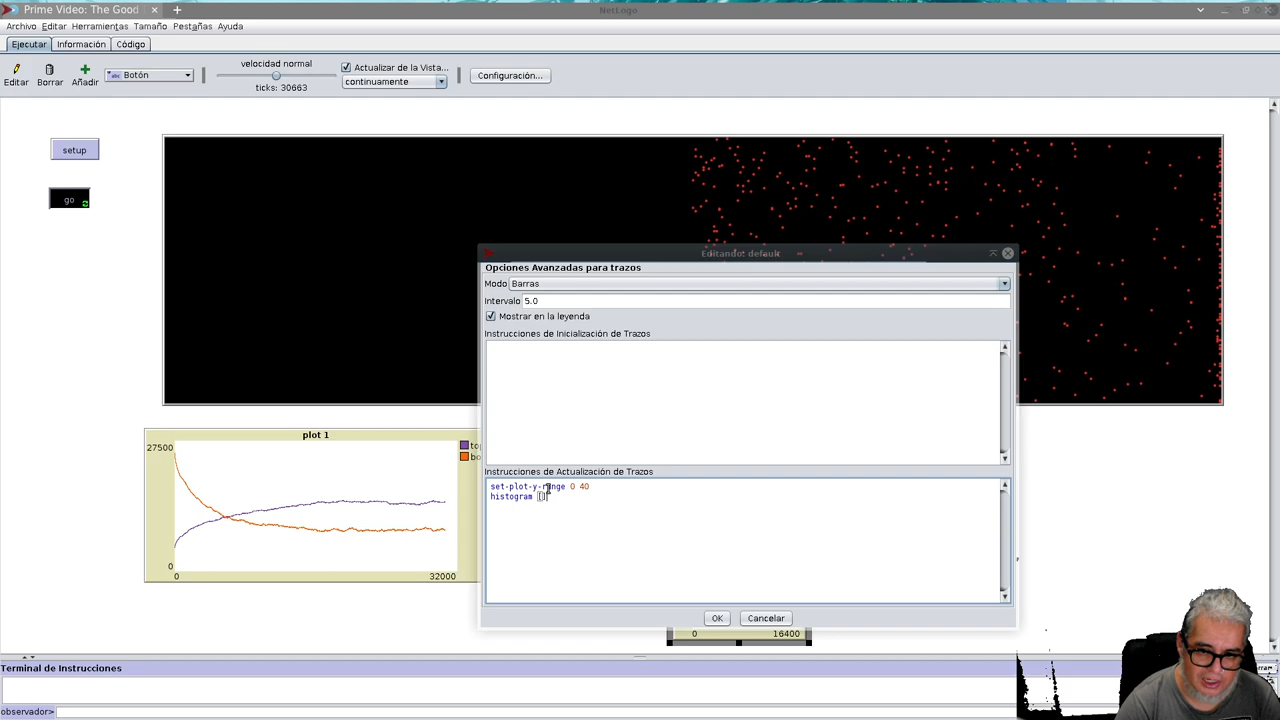 Prime Video: The Good
NetLogo
Archivo Editar Herramientas Tamaño Pestañas Ayuda
Ejecutar Información Código
velocidad normal
Actualizar de la Vista...
Editar Borrar Añadir
abc Botón
continuamente
Configuración...
ticks: 30663
setup
go
Editando: default
Opciones Avanzadas para trazos
Modo Barras
Intervalo 5.0
Mostrar en la leyenda
Instrucciones de Inicialización de Trazos
plot 1
27500
0
0 32000
Instrucciones de Actualización de Trazos
set-plot-y-range 0 40
histogram []
OK Cancelar
0 16400
Terminal de Instrucciones
observador>